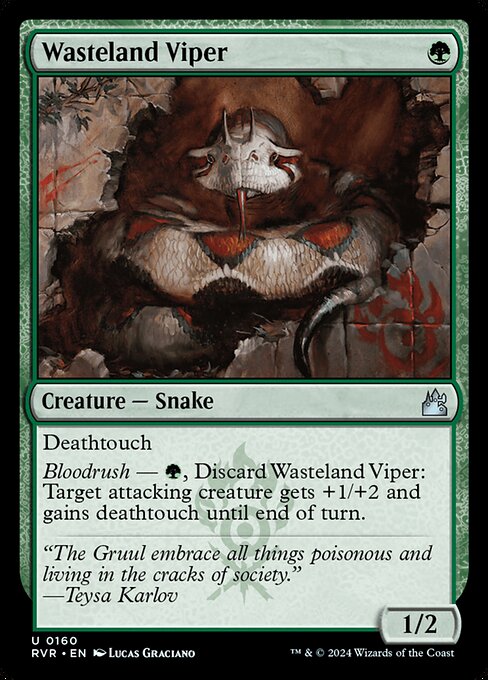 Wasteland Viper
Creature — Snake
Deathtouch
Bloodrush — , Discard Wasteland Viper:
Target attacking creature gets +1/+2 and
gains deathtouch until end of turn.
“The Gruul embrace all things poisonous and
living in the cracks of society.”
—Teysa Karlov
1/2
U 0160
RVR • EN Lucas Graciano
™ & © 2024 Wizards of the Coast